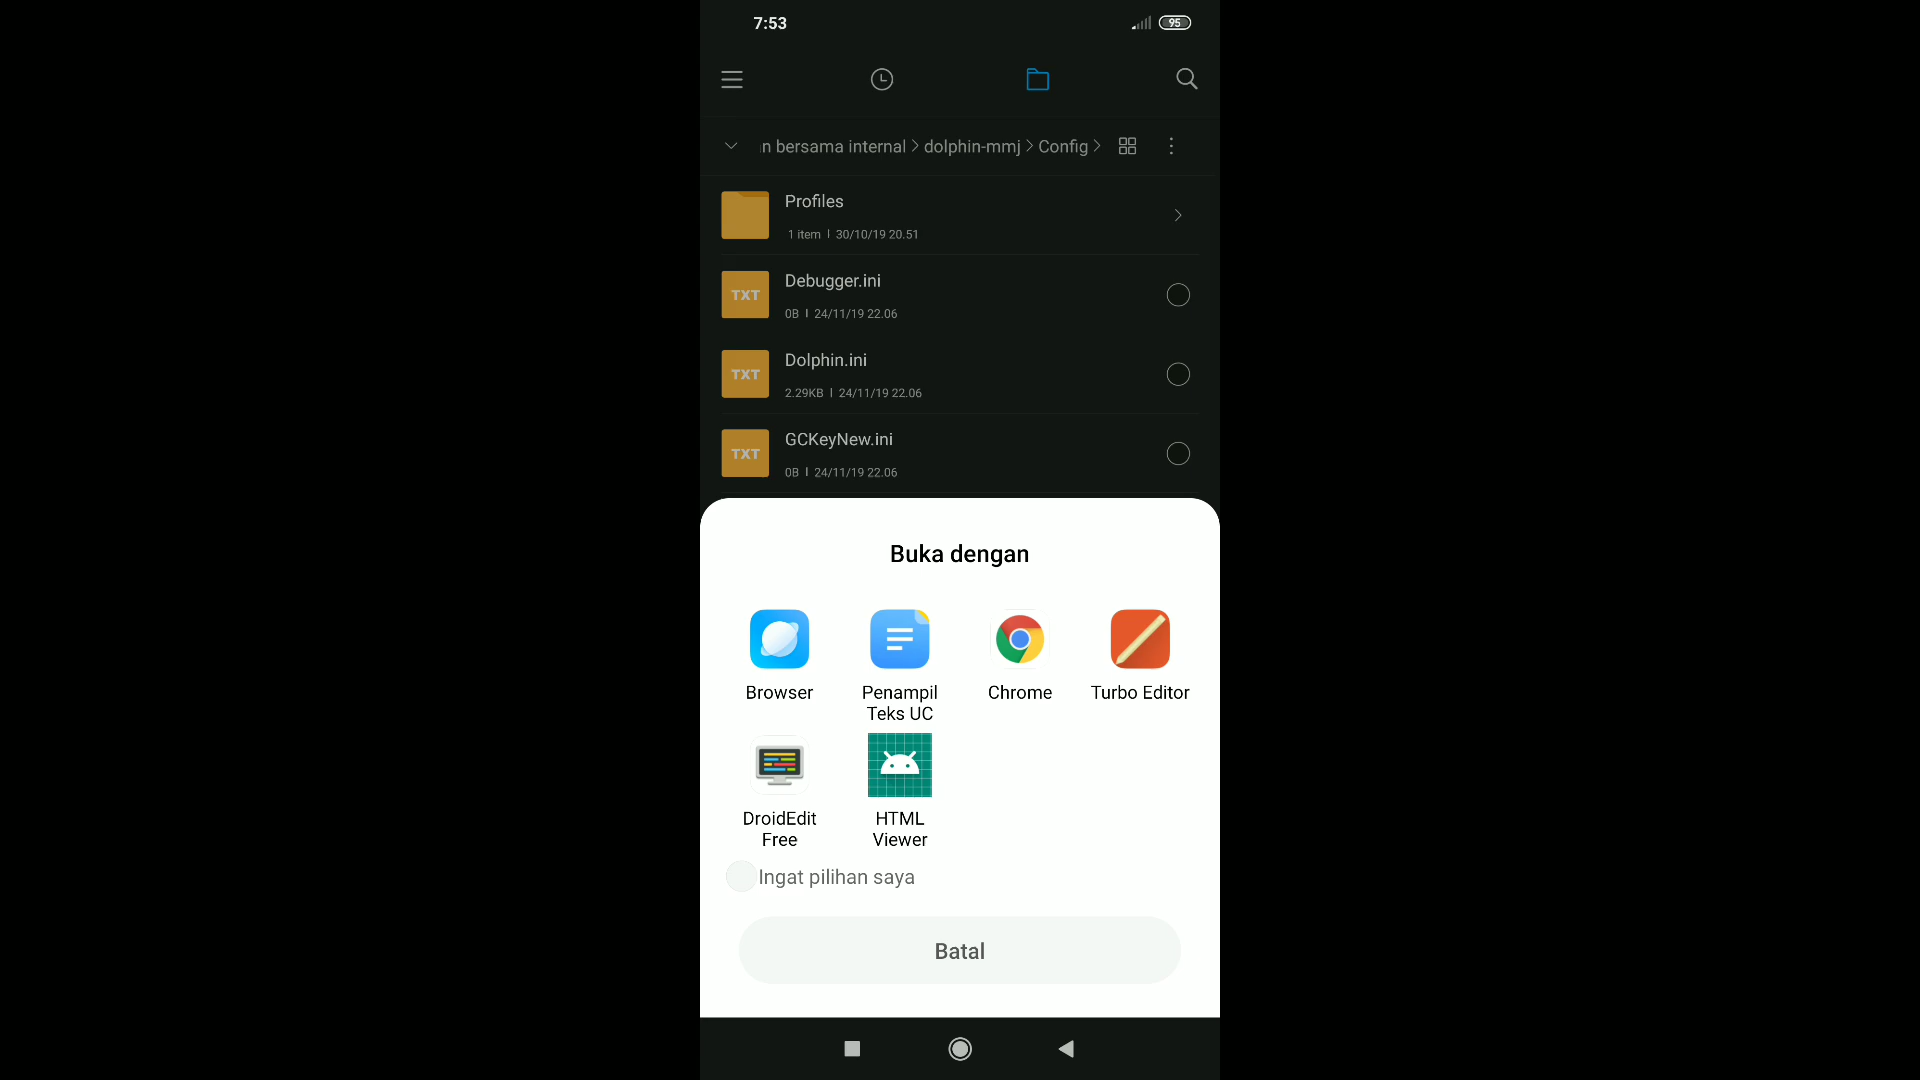 7:53
95
n bersama internal > dolphin-mmj > Config >
Profiles
1 item | 30/10/19 20.51
TXT
Debugger.ini
0B | 24/11/19 22.06
TXT
Dolphin.ini
2.29KB | 24/11/19 22.06
TXT
GCKeyNew.ini
0B | 24/11/19 22.06
Buka dengan
Browser
Penampil
Teks UC
Chrome
Turbo Editor
DroidEdit
Free
HTML
Viewer
Ingat pilihan saya
Batal